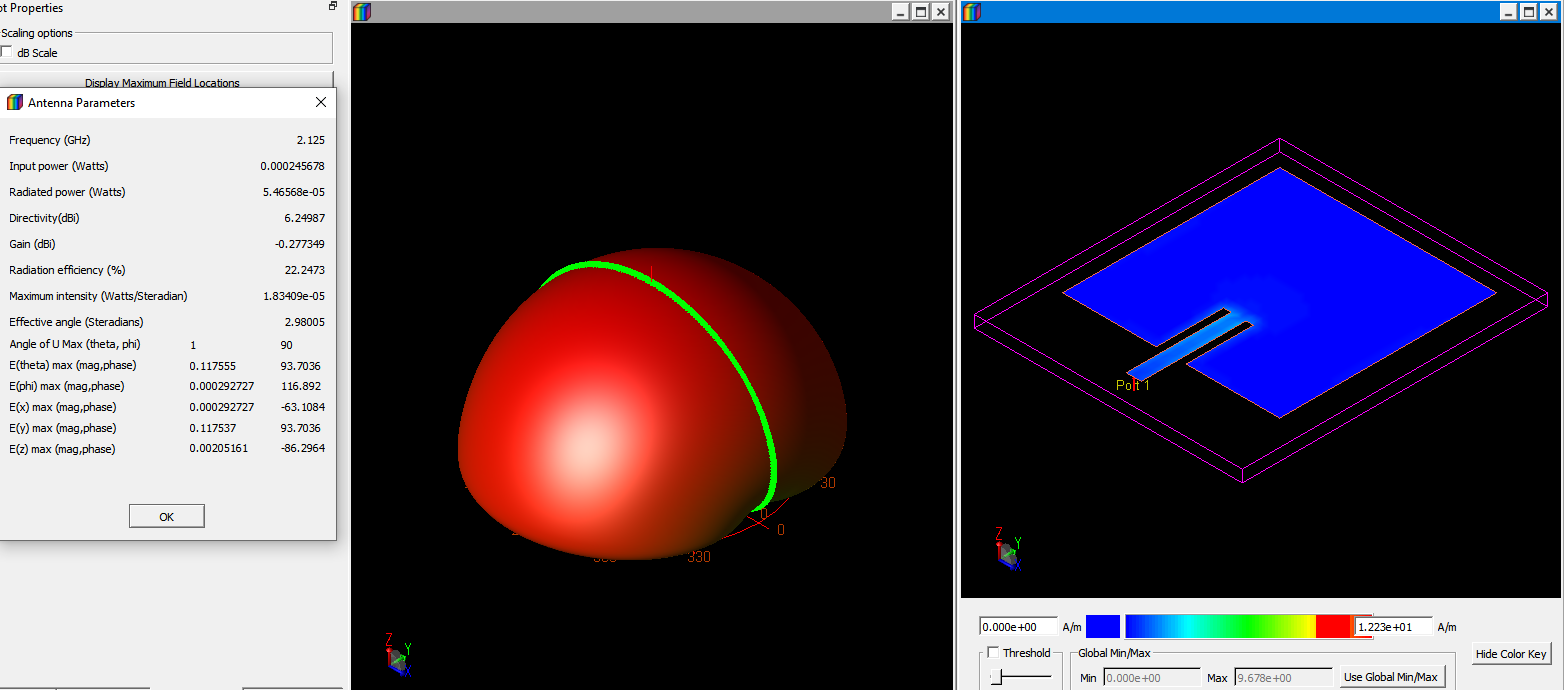 ot Properties
Scaling options
dB Scale
Display Maximum Field Locations
Antenna Parameters
Frequency (GHz) 2.125
Input power (Watts) 0.000245678
Radiated power (Watts) 5.46568e-05
Directivity(dBi) 6.24987
Gain (dBi) -0.277349
Radiation efficiency (%) 22.2473
Maximum intensity (Watts/Steradian) 1.83409e-05
Effective angle (Steradians) 2.98005
Angle of U Max (theta, phi) 1 90
E(theta) max (mag,phase) 0.117555 93.7036
E(phi) max (mag,phase) 0.000292727 116.892
E(x) max (mag,phase) 0.000292727 -63.1084
E(y) max (mag,phase) 0.117537 93.7036
E(z) max (mag,phase) 0.00205161 -86.2964
OK
30
0
0
330
Z
Y
X
Port 1
Z
Y
X
0.000e+00 A/m 1.223e+01 A/m
Threshold
Global Min/Max
Min 0.000e+00 Max 9.678e+00 Use Global Min/Max
Hide Color Key